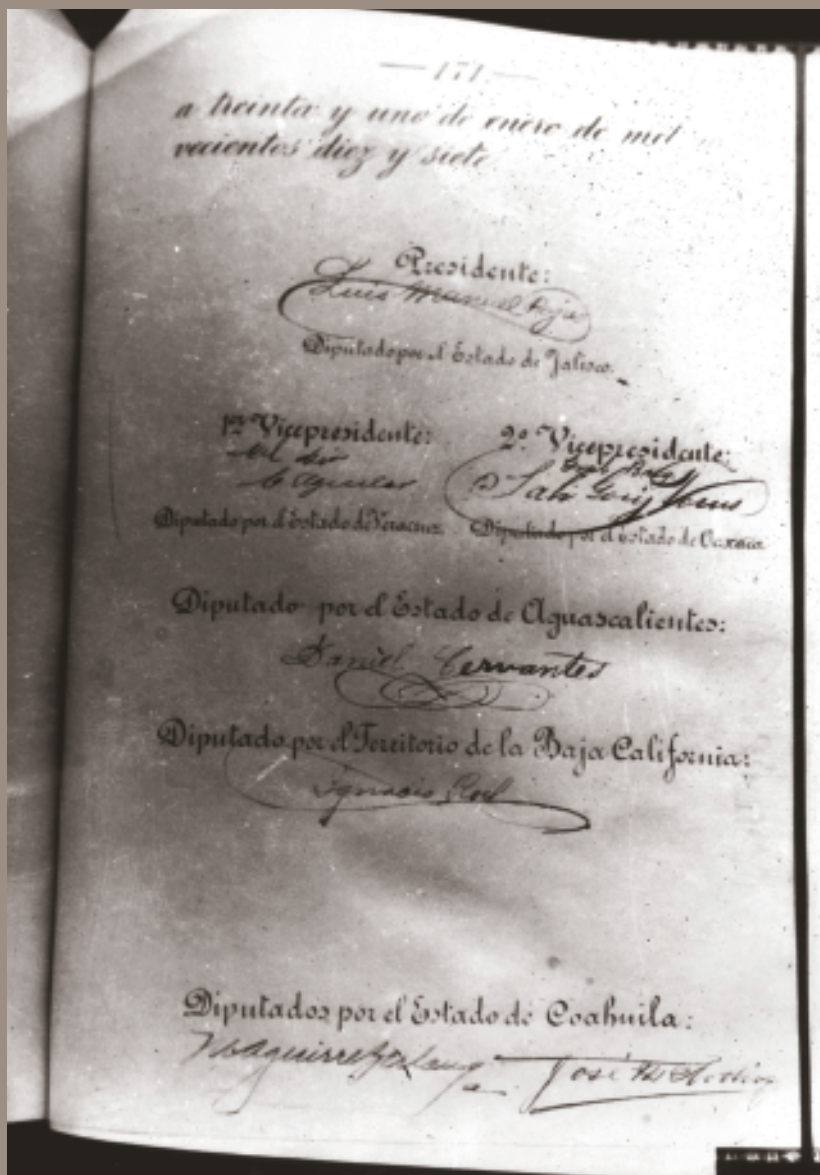 — 171 —
a treinta y uno de enero de mil
vecientos diez y siete
Presidente:
Luis Manuel Rojas
Diputado por el Estado de Jalisco.
1er Vicepresidente: 2º Vicepresidente:
C Aguilar
Diputado por el Estado de Veracruz. Diputado por el Estado de Oaxaca.
Diputado por el Estado de Aguascalientes:
Daniel Cervantes
Diputado por el Territorio de la Baja California:
Ignacio Roel
Diputados por el Estado de Coahuila:
José